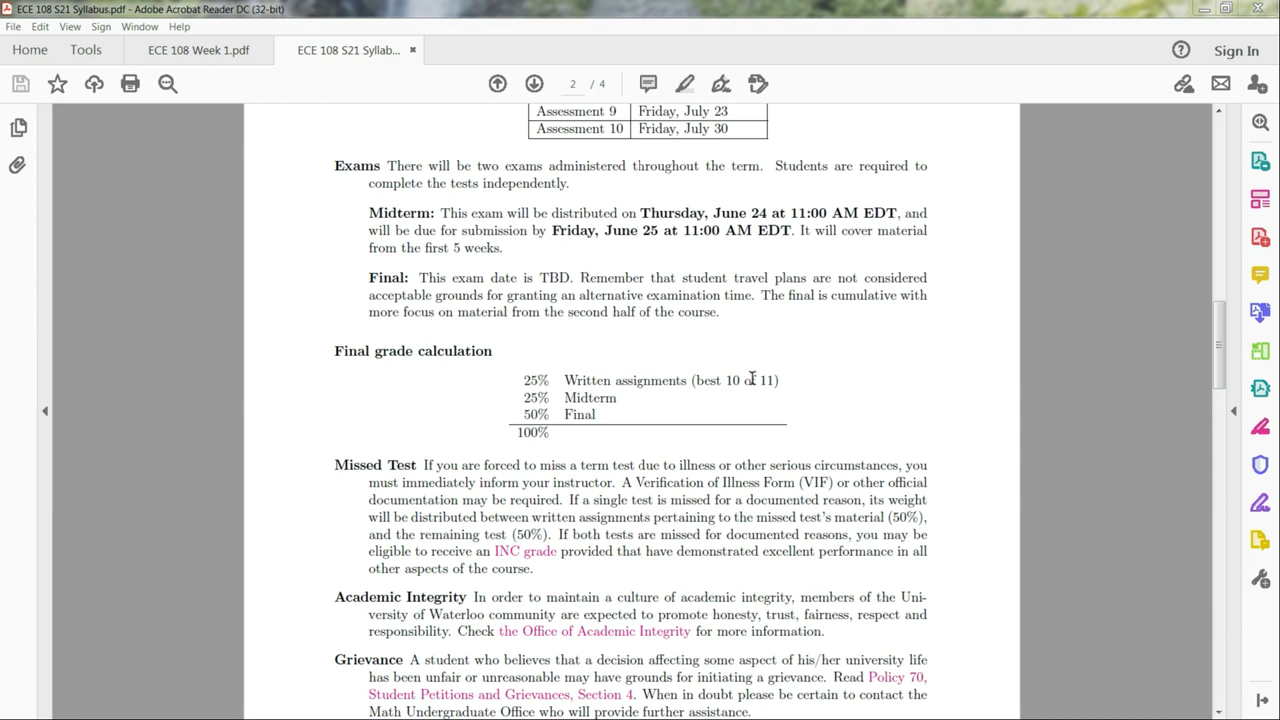 ECE 108 S21 Syllabus.pdf - Adobe Acrobat Reader DC (32-bit)
File Edit View Sign Window Help
Home Tools ECE 108 Week 1.pdf ECE 108 S21 Syllab... Sign In
2 / 4
Assessment 9 Friday, July 23
Assessment 10 Friday, July 30
Exams There will be two exams administered throughout the term. Students are required to
complete the tests independently.
Midterm: This exam will be distributed on Thursday, June 24 at 11:00 AM EDT, and
will be due for submission by Friday, June 25 at 11:00 AM EDT. It will cover material
from the first 5 weeks.
Final: This exam date is TBD. Remember that student travel plans are not considered
acceptable grounds for granting an alternative examination time. The final is cumulative with
more focus on material from the second half of the course.
Final grade calculation
25% Written assignments (best 10 of 11)
25% Midterm
50% Final
100%
Missed Test If you are forced to miss a term test due to illness or other serious circumstances, you
must immediately inform your instructor. A Verification of Illness Form (VIF) or other official
documentation may be required. If a single test is missed for a documented reason, its weight
will be distributed between written assignments pertaining to the missed test's material (50%),
and the remaining test (50%). If both tests are missed for documented reasons, you may be
eligible to receive an INC grade provided that have demonstrated excellent performance in all
other aspects of the course.
Academic Integrity In order to maintain a culture of academic integrity, members of the Uni-
versity of Waterloo community are expected to promote honesty, trust, fairness, respect and
responsibility. Check the Office of Academic Integrity for more information.
Grievance A student who believes that a decision affecting some aspect of his/her university life
has been unfair or unreasonable may have grounds for initiating a grievance. Read Policy 70,
Student Petitions and Grievances, Section 4. When in doubt please be certain to contact the
Math Undergraduate Office who will provide further assistance.